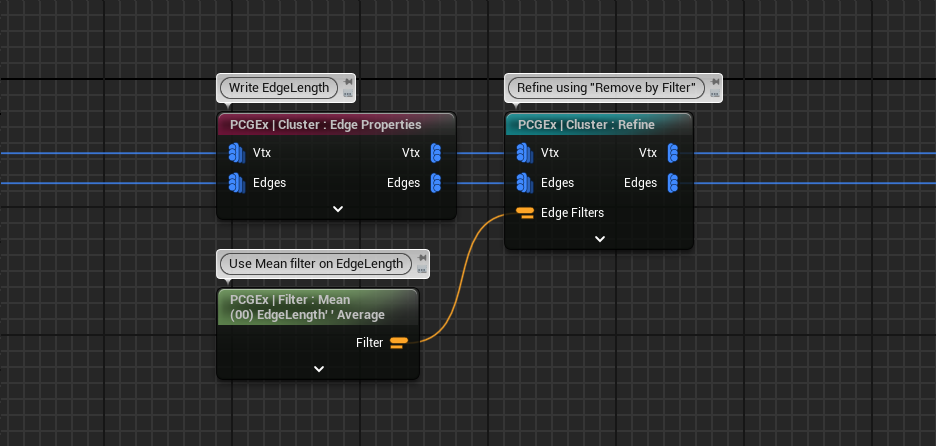 Write EdgeLength
Refine using "Remove by Filter"
PCGEx | Cluster : Edge Properties
Vtx
Vtx
Edges
Edges
PCGEx | Cluster : Refine
Vtx
Vtx
Edges
Edges
Edge Filters
Use Mean filter on EdgeLength
PCGEx | Filter : Mean
(00) EdgeLength' ' Average
Filter